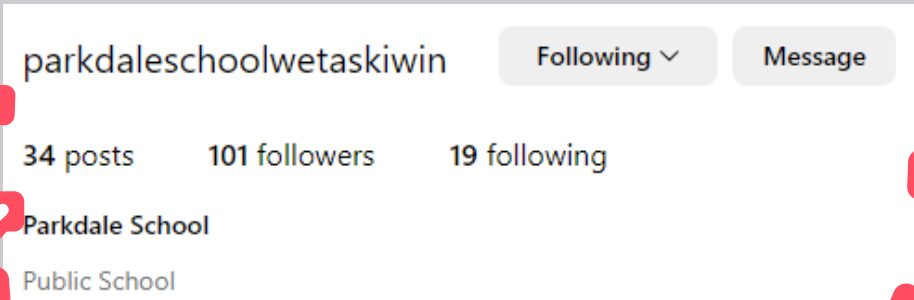 parkdaleschoolwetaskiwin Following Message
34 posts 101 followers 19 following
Parkdale School
Public School